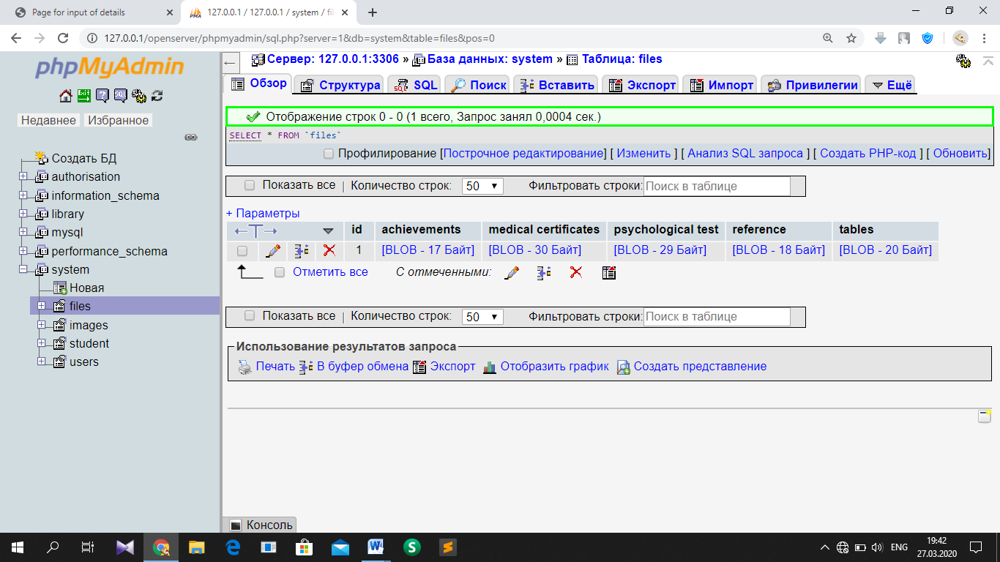 Page for input of details
127.0.0.1 / 127.0.0.1 / system / fil
127.0.0.1/openserver/phpmyadmin/sql.php?server=1&db=system&table=files&pos=0
phpMyAdmin
Недавнее Избранное
Создать БД
authorisation
information_schema
library
mysql
performance_schema
system
Новая
files
images
student
users
Сервер: 127.0.0.1:3306 » База данных: system » Таблица: files
Обзор Структура SQL Поиск Вставить Экспорт Импорт Привилегии Ещё
Отображение строк 0 - 0 (1 всего, Запрос занял 0,0004 сек.)
SELECT * FROM `files`
Профилирование [Построчное редактирование] [ Изменить ] [ Анализ SQL запроса ] [ Создать PHP-код ] [ Обновить]
Показать все | Количество строк: 50 Фильтровать строки: Поиск в таблице
+ Параметры
←T→ id achievements medical certificates psychological test reference tables
1 [BLOB - 17 Байт] [BLOB - 30 Байт] [BLOB - 29 Байт] [BLOB - 18 Байт] [BLOB - 20 Байт]
Отметить все С отмеченными:
Показать все | Количество строк: 50 Фильтровать строки: Поиск в таблице
Использование результатов запроса
Печать В буфер обмена Экспорт Отобразить график Создать представление
Консоль
ENG
19:42
27.03.2020